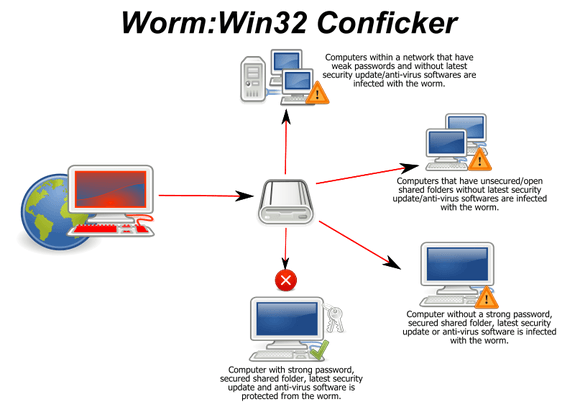 Worm:Win32 Conficker
Computers within a network that have
weak passwords and without latest
security update/anti-virus softwares are
infected with the worm.
Computers that have unsecured/open
shared folders without latest security
update/anti-virus softwares are infected
with the worm.
Computer without a strong password,
secured shared folder, latest security
update or anti-virus software is infected
with the worm.
Computer with strong password,
secured shared folder, latest security
update and anti-virus software is
protected from the worm.